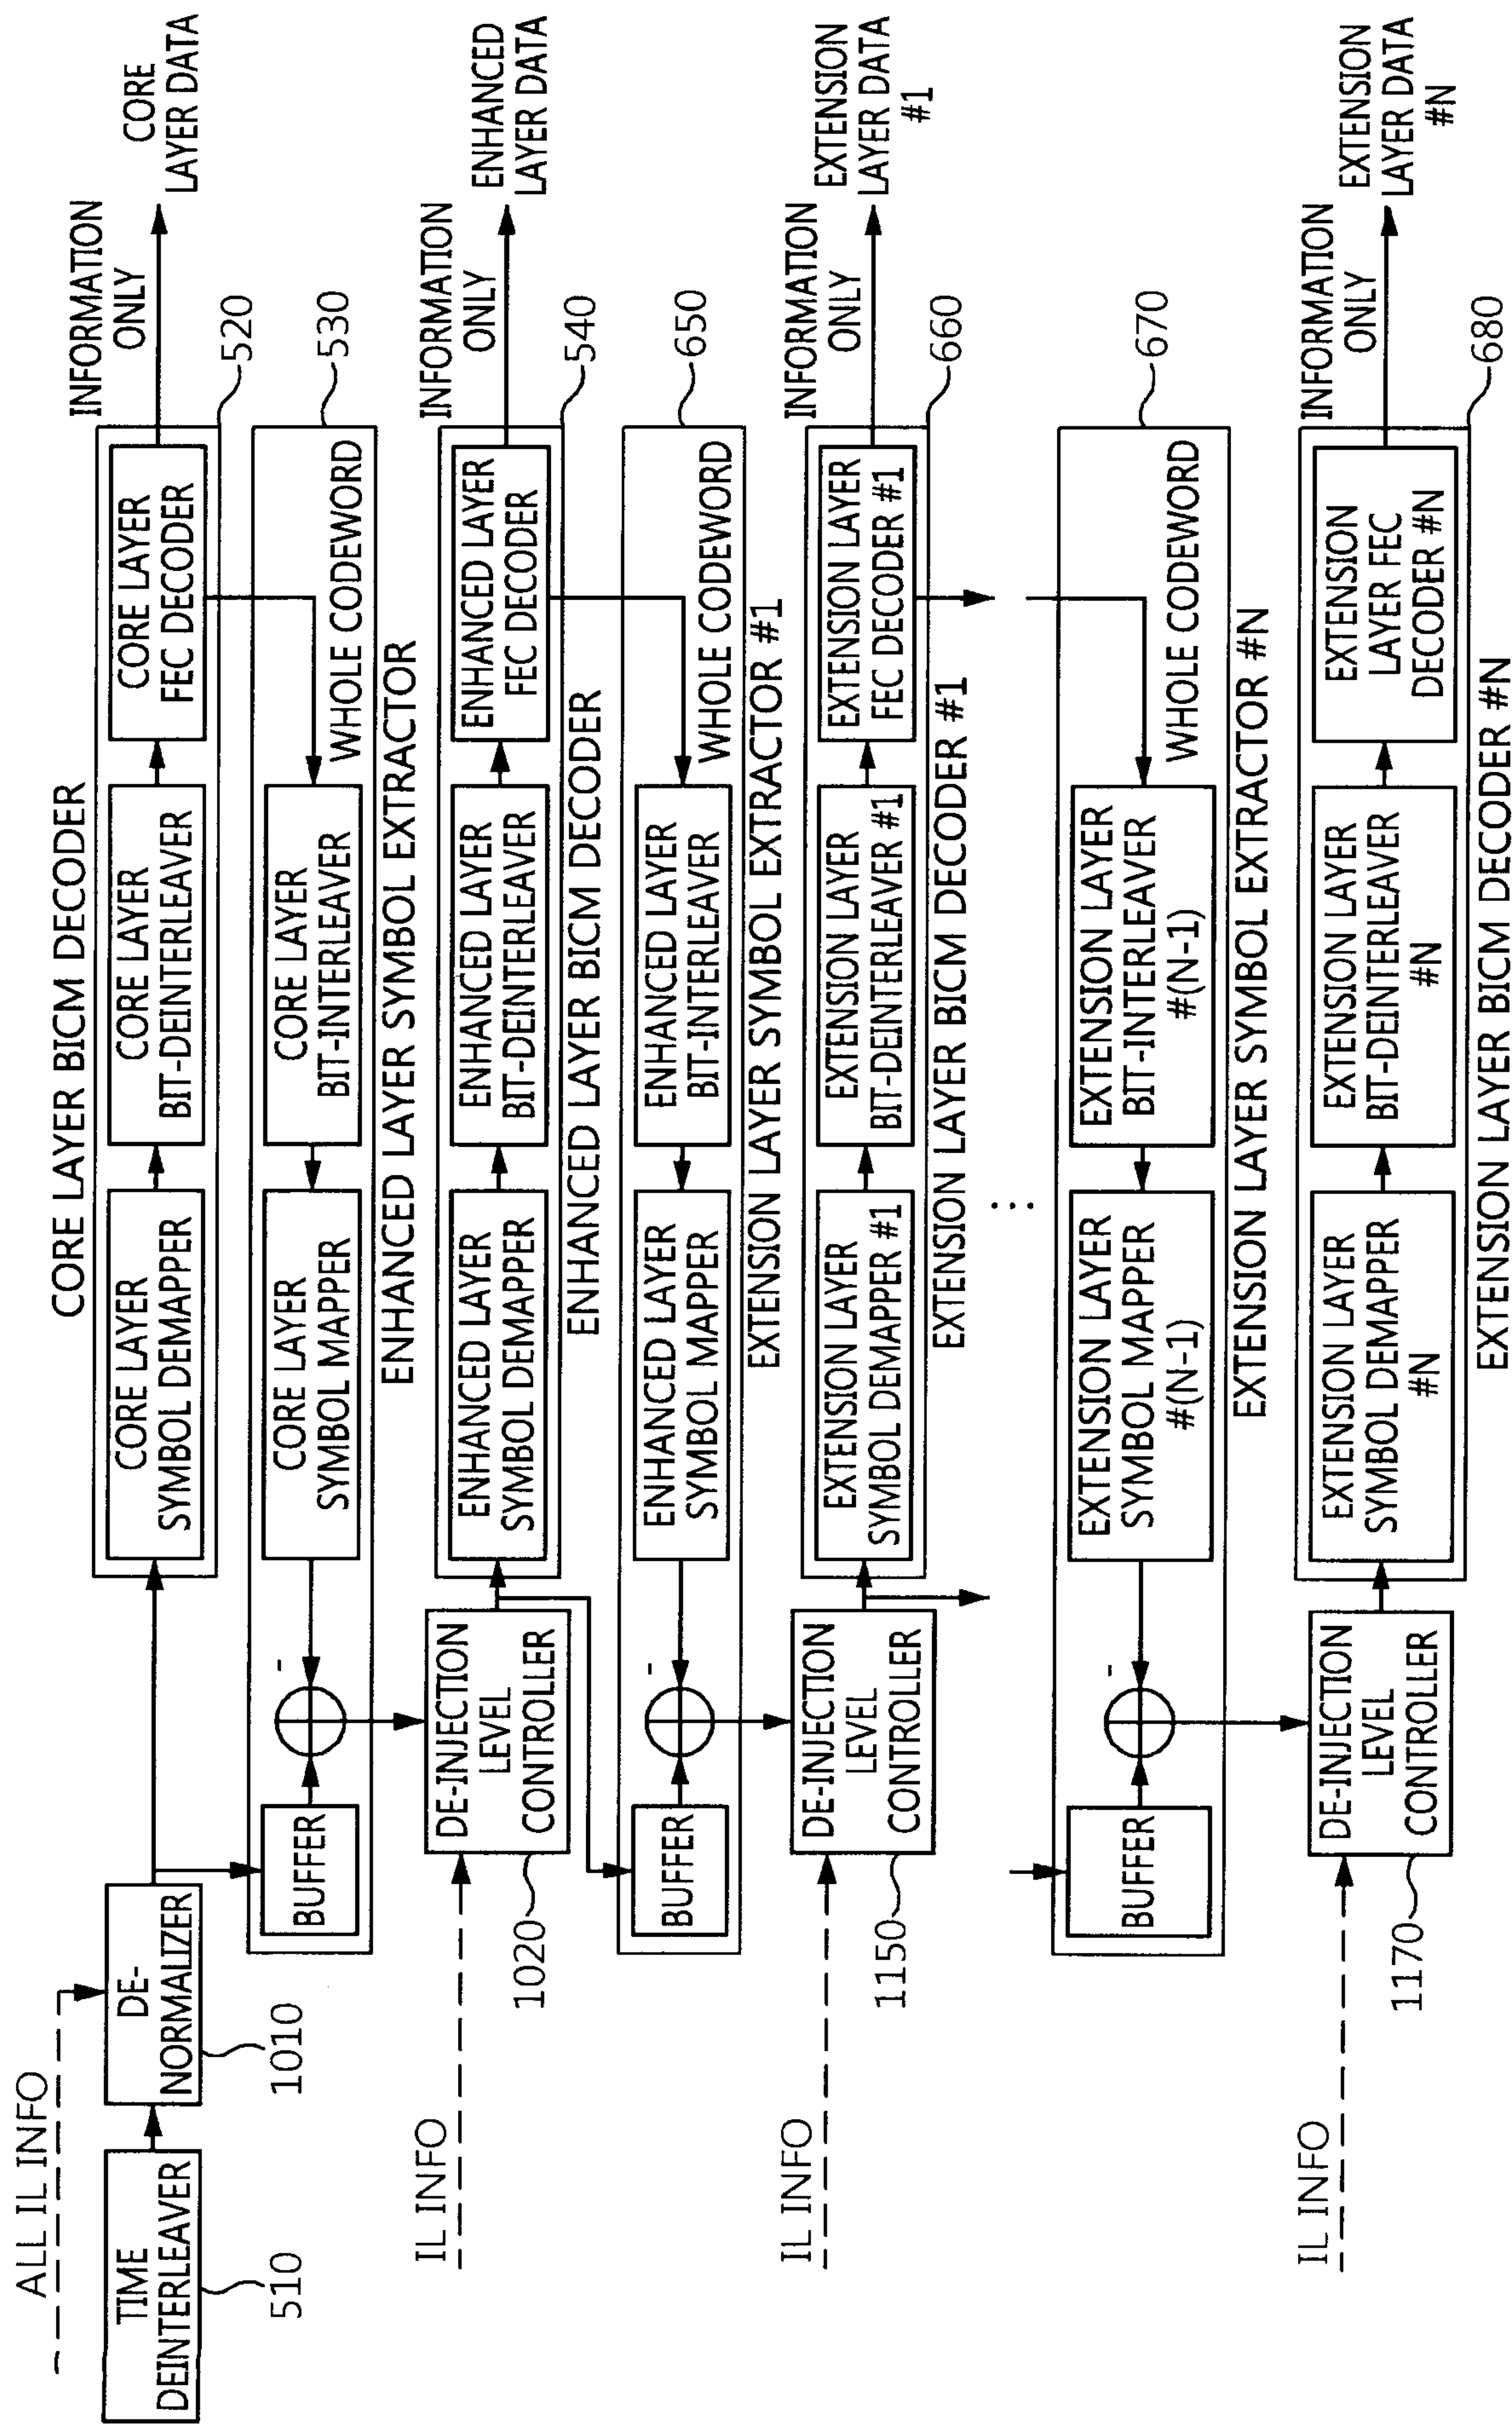 ALL IL INFO
TIME
DEINTERLEAVER
510
DE-
NORMALIZER
1010
CORE LAYER BICM DECODER
CORE LAYER
SYMBOL DEMAPPER
CORE LAYER
BIT-DEINTERLEAVER
CORE LAYER
FEC DECODER
INFORMATION
ONLY
CORE
LAYER DATA
520
BUFFER
-
CORE LAYER
SYMBOL MAPPER
CORE LAYER
BIT-INTERLEAVER
WHOLE CODEWORD
530
ENHANCED LAYER SYMBOL EXTRACTOR
IL INFO
DE-INJECTION
LEVEL
CONTROLLER
1020
ENHANCED LAYER
SYMBOL DEMAPPER
ENHANCED LAYER
BIT-DEINTERLEAVER
ENHANCED LAYER
FEC DECODER
INFORMATION
ONLY
ENHANCED
LAYER DATA
540
ENHANCED LAYER BICM DECODER
BUFFER
-
ENHANCED LAYER
SYMBOL MAPPER
ENHANCED LAYER
BIT-INTERLEAVER
WHOLE CODEWORD
650
EXTENSION LAYER SYMBOL EXTRACTOR #1
IL INFO
DE-INJECTION
LEVEL
CONTROLLER
1150
EXTENSION LAYER
SYMBOL DEMAPPER #1
EXTENSION LAYER
BIT-DEINTERLEAVER #1
EXTENSION LAYER
FEC DECODER #1
INFORMATION
ONLY
EXTENSION
LAYER DATA
#1
660
EXTENSION LAYER BICM DECODER #1
...
BUFFER
-
EXTENSION LAYER
SYMBOL MAPPER
#(N-1)
EXTENSION LAYER
BIT-INTERLEAVER
#(N-1)
WHOLE CODEWORD
670
EXTENSION LAYER SYMBOL EXTRACTOR #N
IL INFO
DE-INJECTION
LEVEL
CONTROLLER
1170
EXTENSION LAYER
SYMBOL DEMAPPER
#N
EXTENSION LAYER
BIT-DEINTERLEAVER
#N
EXTENSION
LAYER FEC
DECODER #N
INFORMATION
ONLY
EXTENSION
LAYER DATA
#N
680
EXTENSION LAYER BICM DECODER #N